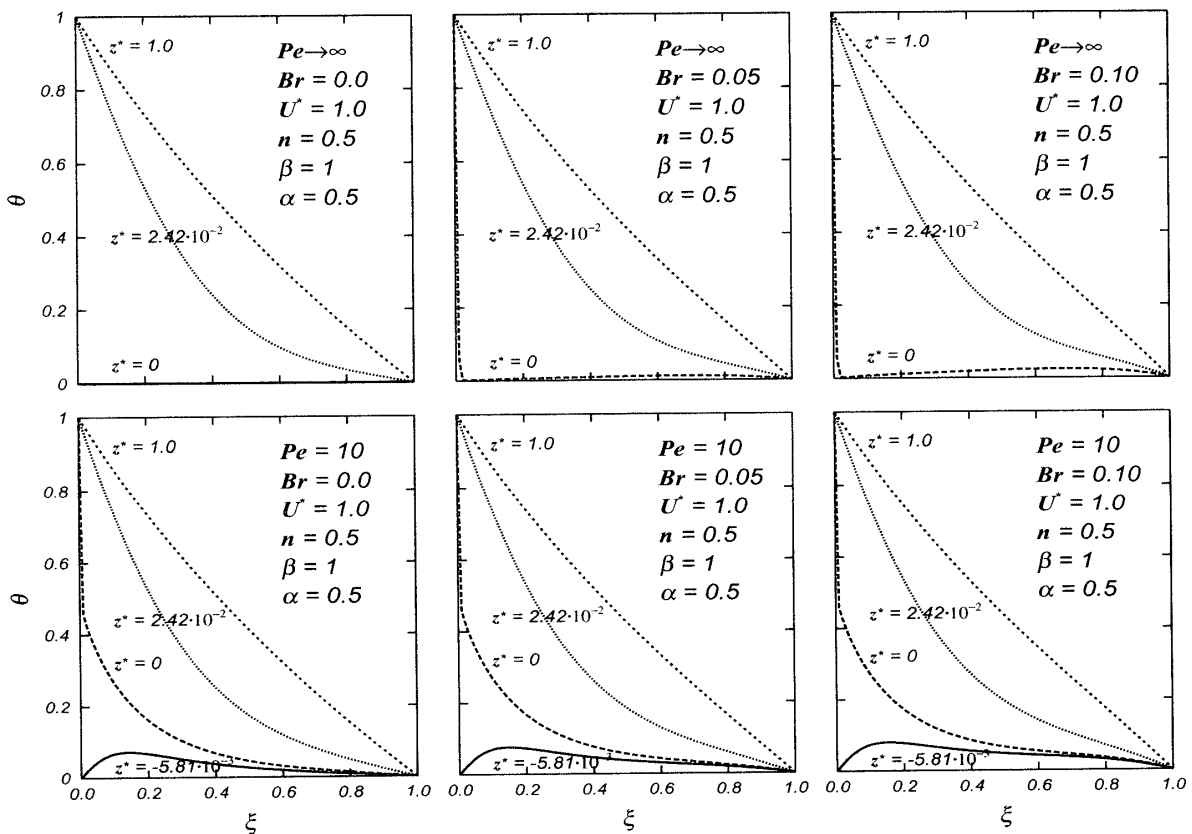 1
0.8
0.6
0.4
0.2
0
θ
z* = 1.0
z* = 2.42·10⁻²
z* = 0
Pe→∞
Br = 0.0
U* = 1.0
n = 0.5
β = 1
α = 0.5
z* = 1.0
z* = 2.42·10⁻²
z* = 0
Pe→∞
Br = 0.05
U* = 1.0
n = 0.5
β = 1
α = 0.5
z* = 1.0
z* = 2.42·10⁻²
z* = 0
Pe→∞
Br = 0.10
U* = 1.0
n = 0.5
β = 1
α = 0.5
1
0.8
0.6
0.4
0.2
0
θ
z* = 1.0
z* = 2.42·10⁻²
z* = 0
z* = -5.81·10
Pe = 10
Br = 0.0
U* = 1.0
n = 0.5
β = 1
α = 0.5
0.0 0.2 0.4 0.6 0.8 1.0
ξ
z* = 1.0
z* = 2.42·10⁻²
z* = 0
z* = -5.81·10
Pe = 10
Br = 0.05
U* = 1.0
n = 0.5
β = 1
α = 0.5
0.0 0.2 0.4 0.6 0.8 1.0
ξ
z* = 1.0
z* = 2.42·10⁻²
z* = 0
z* = -5.81·10⁻³
Pe = 10
Br = 0.10
U* = 1.0
n = 0.5
β = 1
α = 0.5
0.0 0.2 0.4 0.6 0.8 1.0
ξ